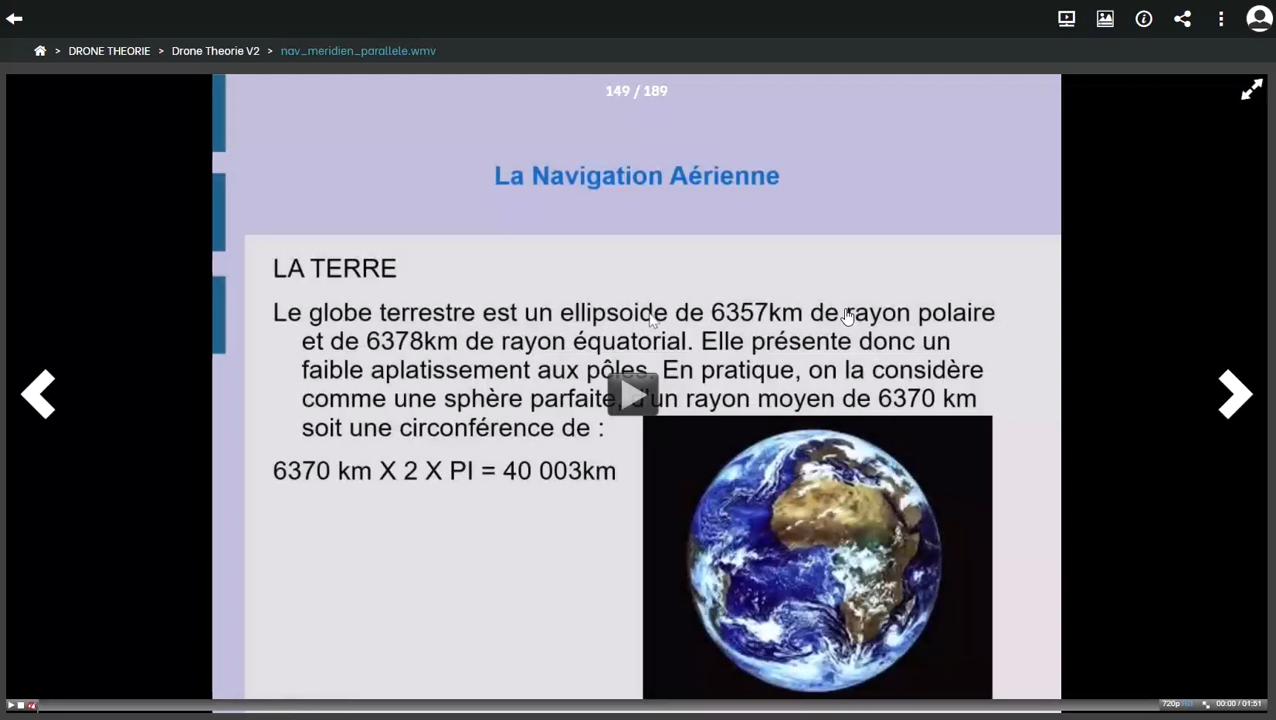 > DRONE THEORIE > Drone Theorie V2 > nav_meridien_parallele.wmv
149 / 189
La Navigation Aérienne
LA TERRE
Le globe terrestre est un ellipsoide de 6357km de rayon polaire
et de 6378km de rayon équatorial. Elle présente donc un
faible aplatissement aux pôles. En pratique, on la considère
comme une sphère parfaite, d'un rayon moyen de 6370 km
soit une circonférence de :
6370 km X 2 X PI = 40 003km
720p HD 00:00 / 01:51